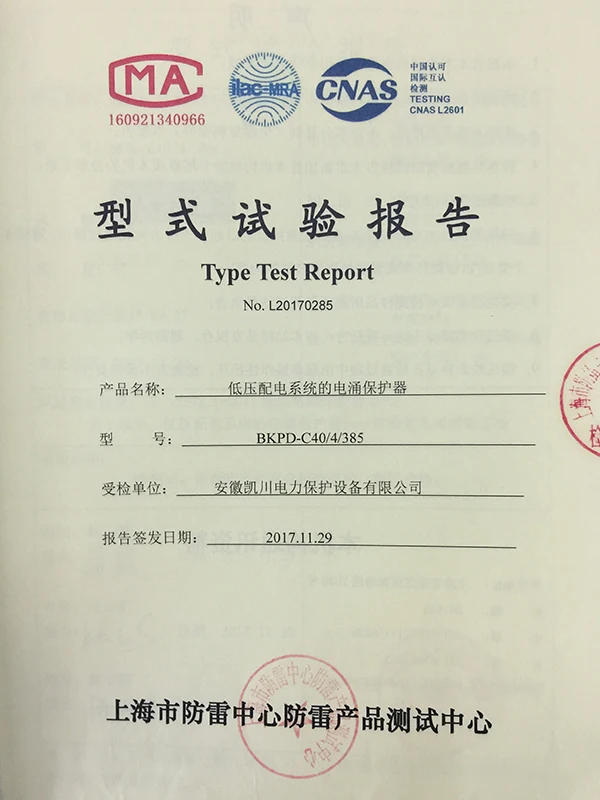 MA
160921340966
ilac-MRA
CNAS
中国认可
国际互认
检测
TESTING
CNAS L2601
型式试验报告
Type Test Report
No. L20170285
产品名称： 低压配电系统的电涌保护器
型 号： BKPD-C40/4/385
受检单位： 安徽凯川电力保护设备有限公司
报告签发日期： 2017.11.29
上海市防雷中心防雷产品测试中心